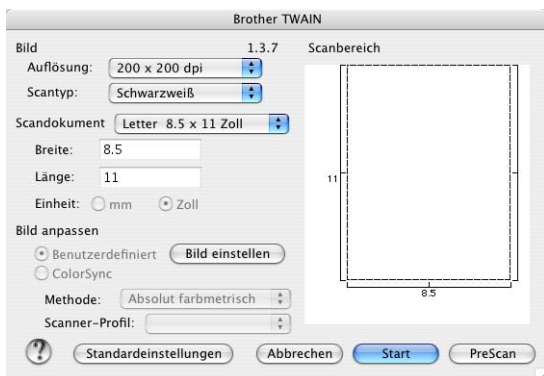 Brother TWAIN
Bild 1.3.7
Auflösung: 200 x 200 dpi
Scantyp: Schwarzweiß
Scandokument Letter 8.5 x 11 Zoll
Breite: 8.5
Länge: 11
Einheit: mm Zoll
Bild anpassen
Benutzerdefiniert Bild einstellen
ColorSync
Methode: Absolut farbmetrisch
Scanner-Profil:
Scanbereich
11
8.5
? Standardeinstellungen Abbrechen Start PreScan